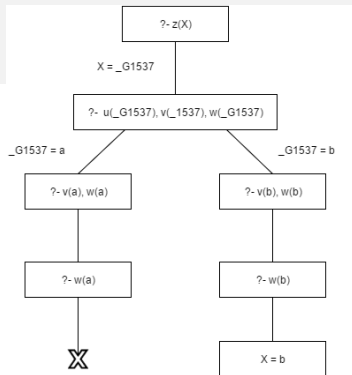 ?- z(X)
X = _G1537
?- u(_G1537), v(_1537), w(_G1537)
_G1537 = a
_G1537 = b
?- v(a), w(a)
?- v(b), w(b)
?- w(a)
?- w(b)
X
X = b